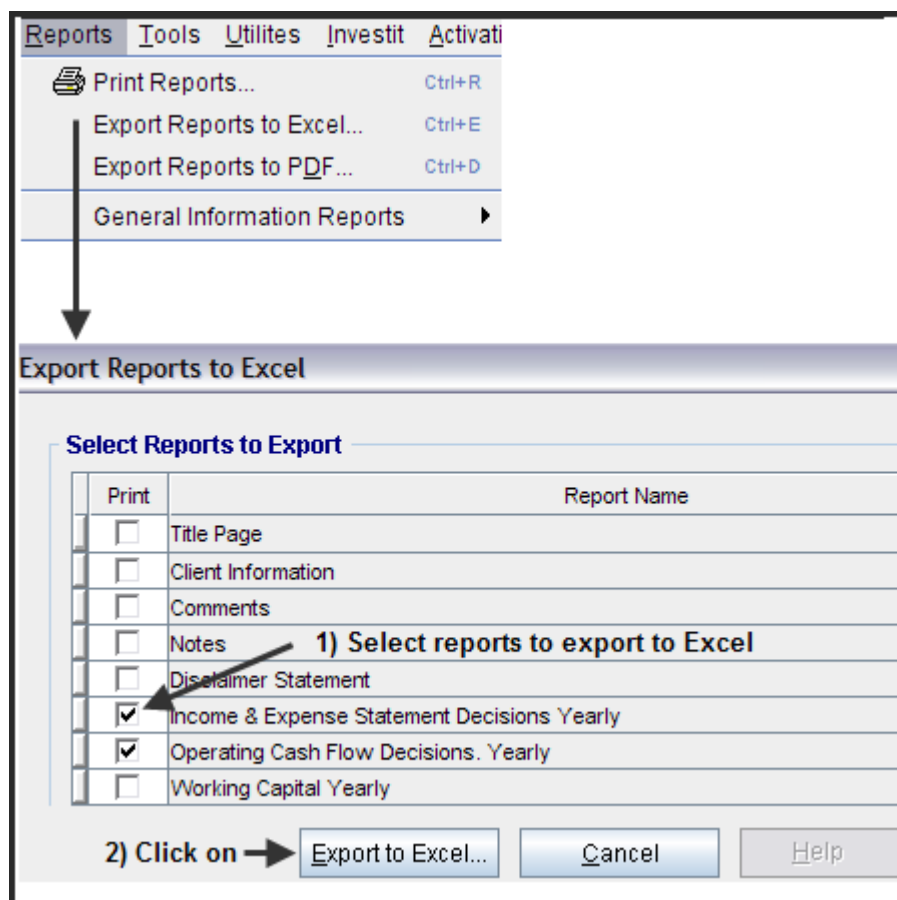 Reports Tools Utilites Investit Activati
Print Reports... Ctrl+R
Export Reports to Excel... Ctrl+E
Export Reports to PDF... Ctrl+D
General Information Reports
Export Reports to Excel
Select Reports to Export
Print Report Name
Title Page
Client Information
Comments
Notes 1) Select reports to export to Excel
Disclaimer Statement
Income & Expense Statement Decisions Yearly
Operating Cash Flow Decisions. Yearly
Working Capital Yearly
2) Click on Export to Excel... Cancel Help